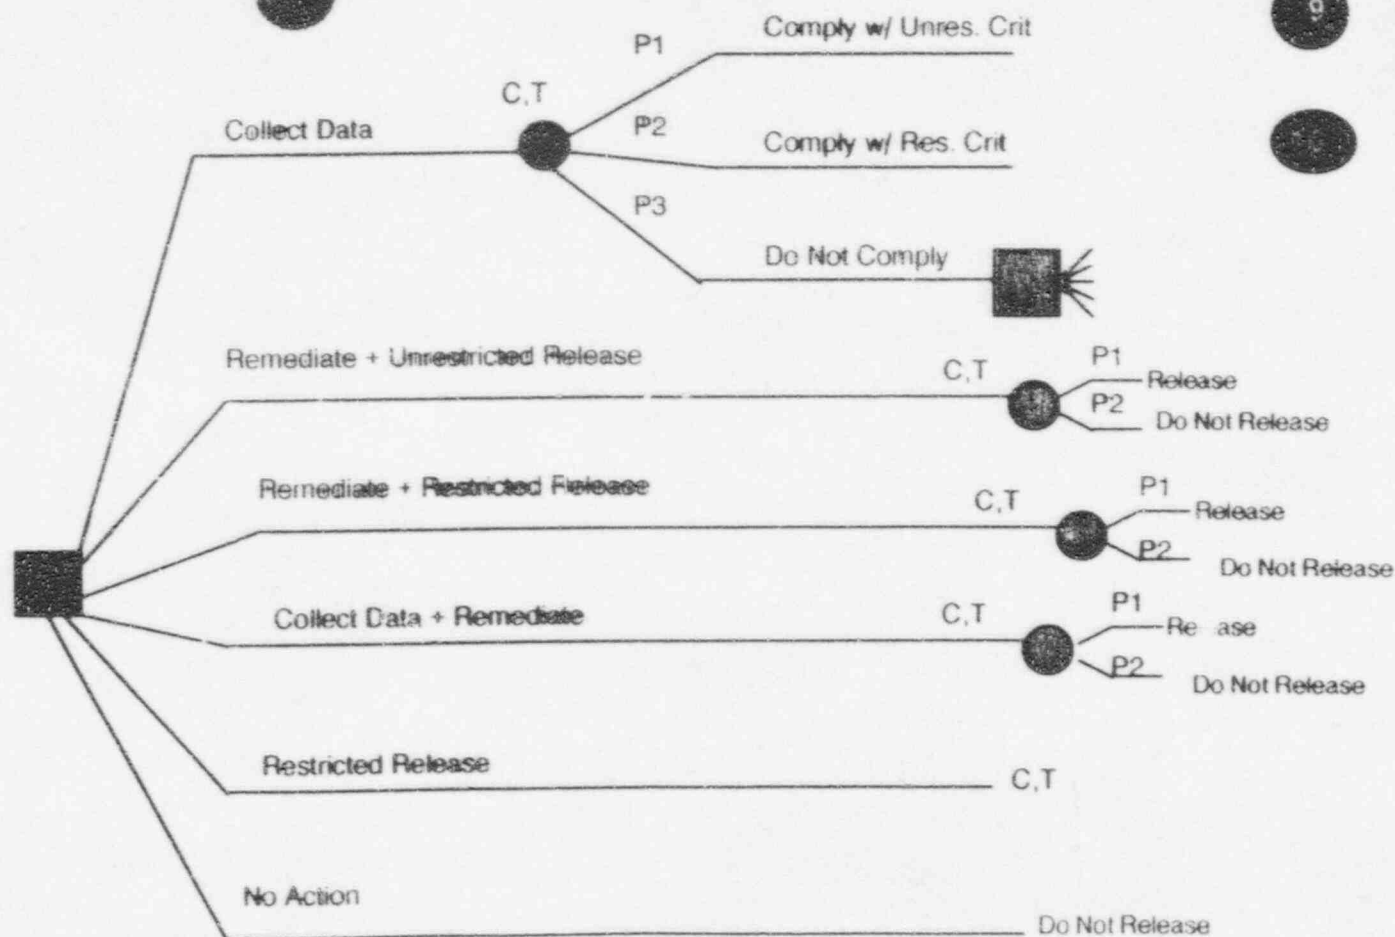 P1
Comply w/ Unres. Crit
C,T
Collect Data
P2
Comply w/ Res. Crit
P3
Do Not Comply
Remediate + Unrestricted Release
C,T
P1
Release
P2
Do Not Release
Remediate + Restricted Release
C,T
P1
Release
P2
Do Not Release
Collect Data + Remediate
C,T
P1
Re ase
P2
Do Not Release
Restricted Release
C,T
No Action
Do Not Release